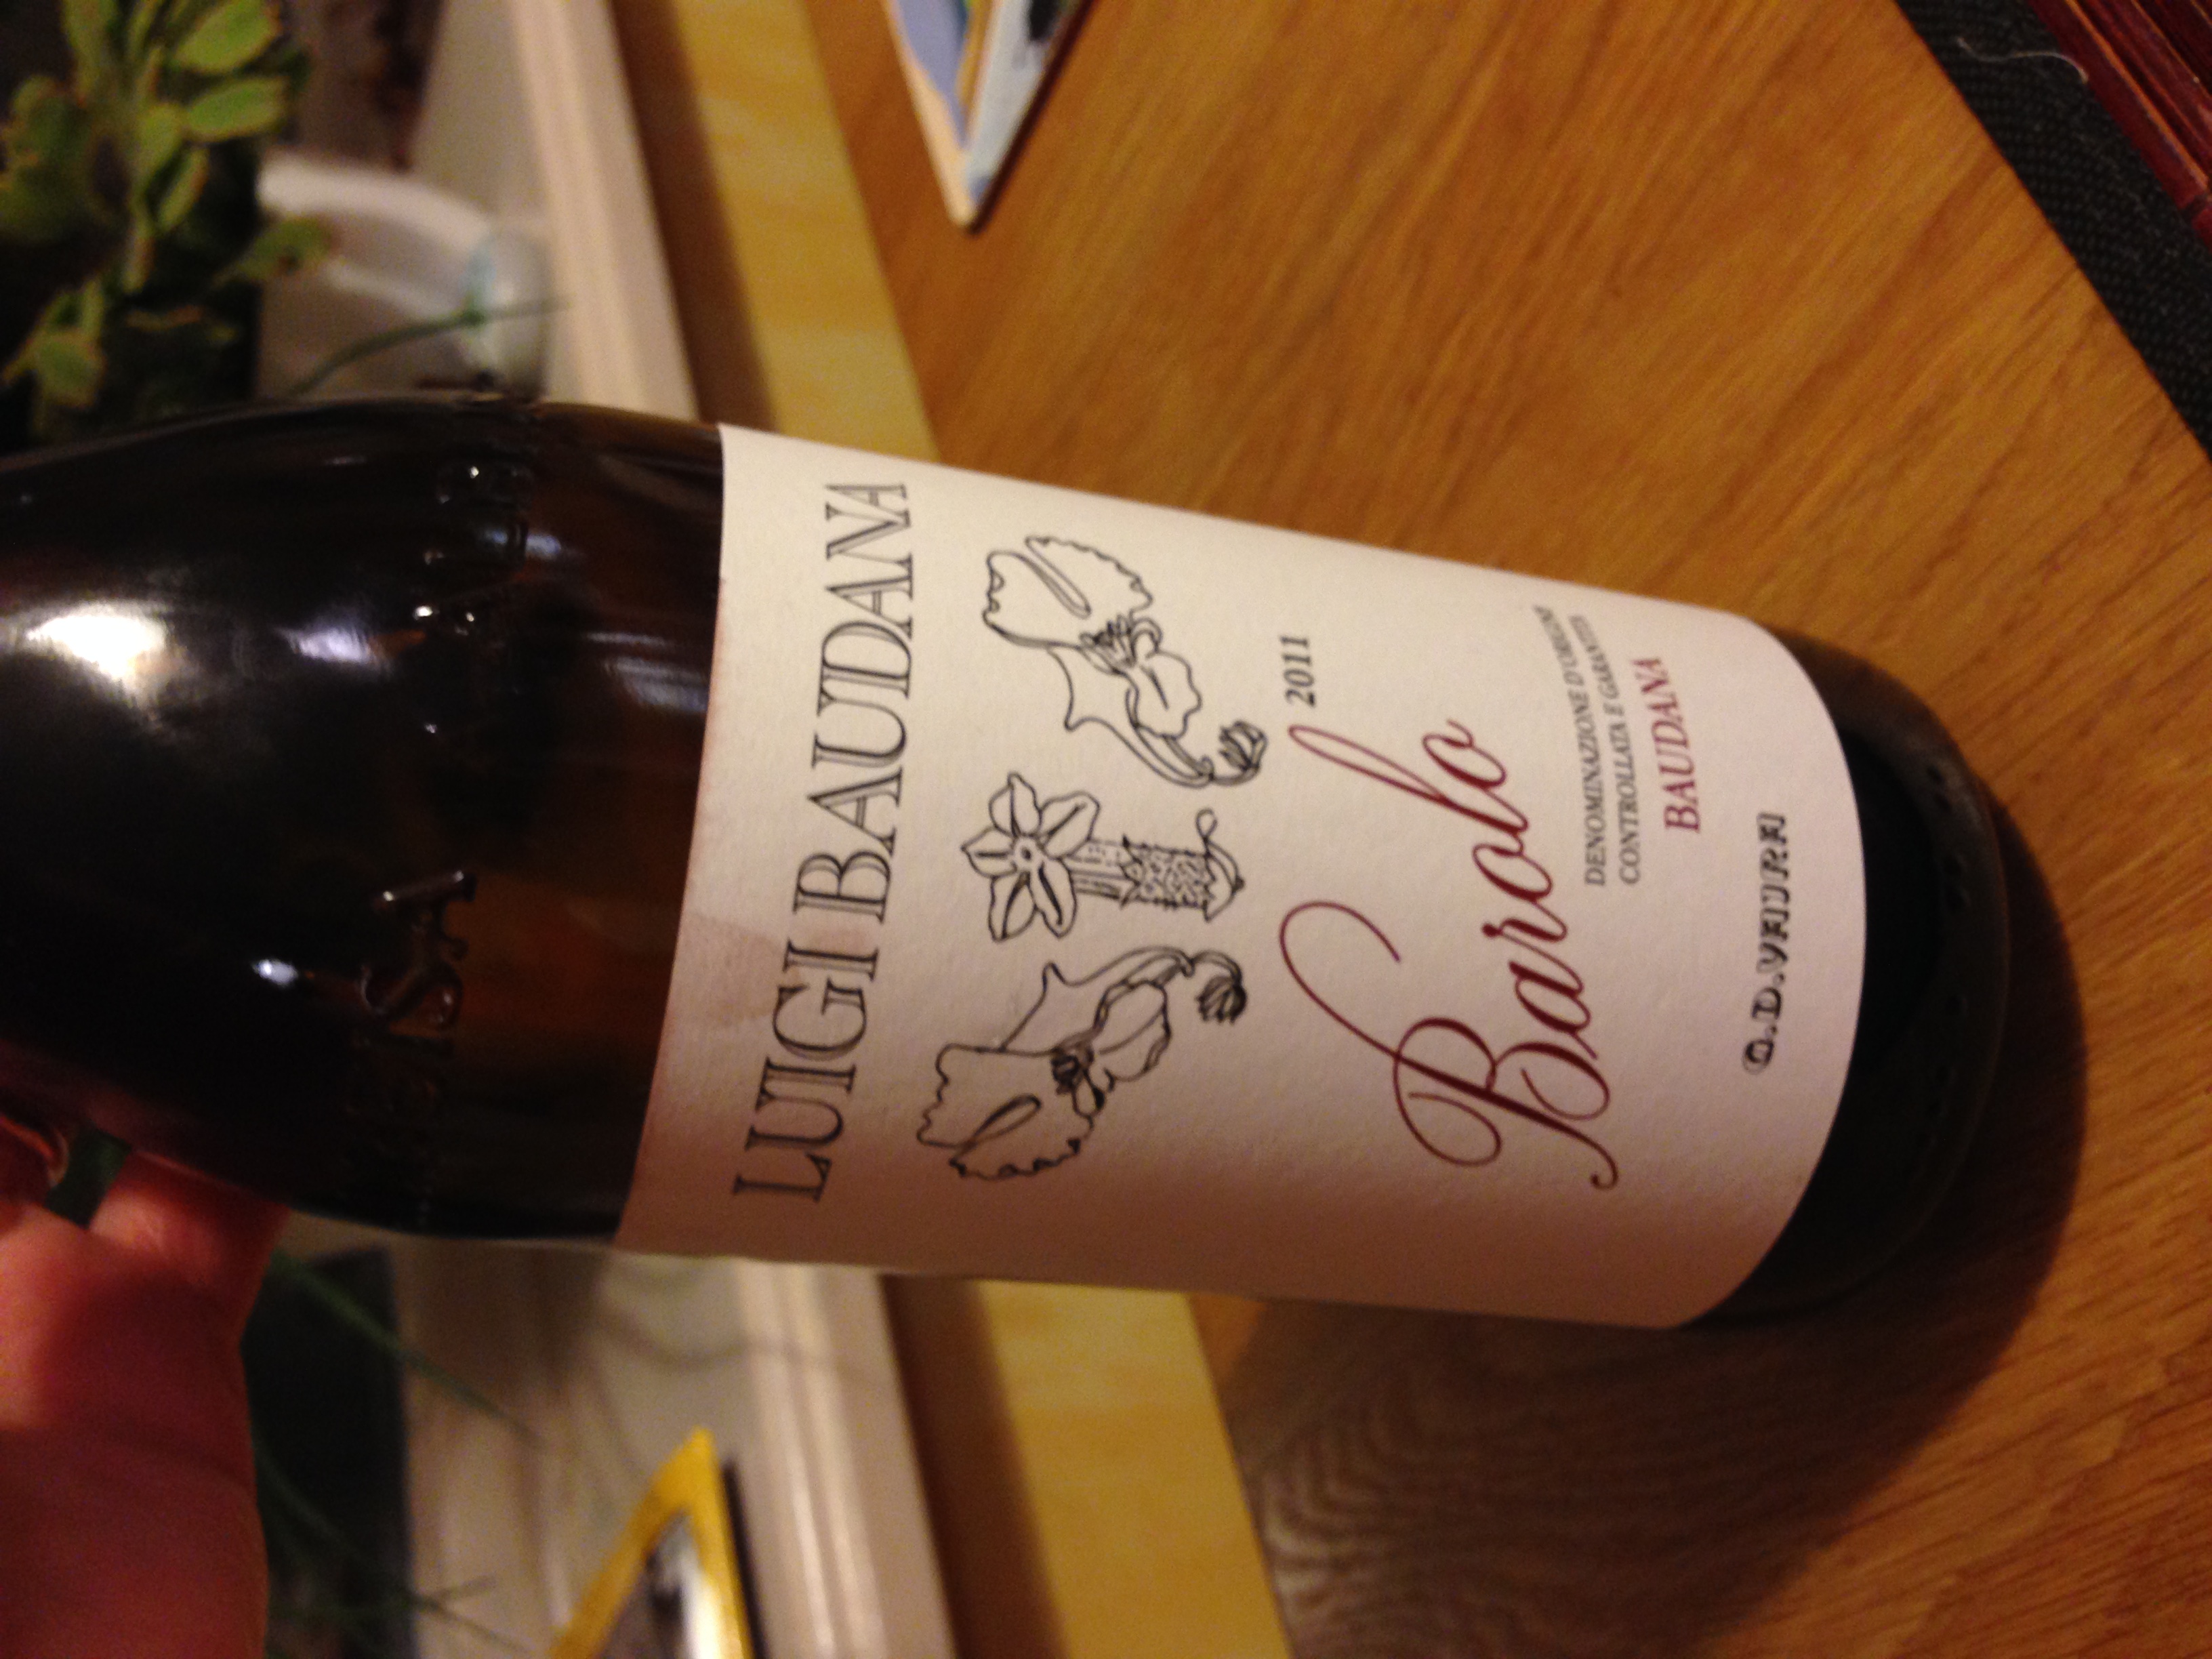 LUIGI BAUDANA
2011
Barolo
DENOMINAZIONE D'ORIGINE
CONTROLLATA E GARANTITA
BAUDANA
G.D.VAJRA